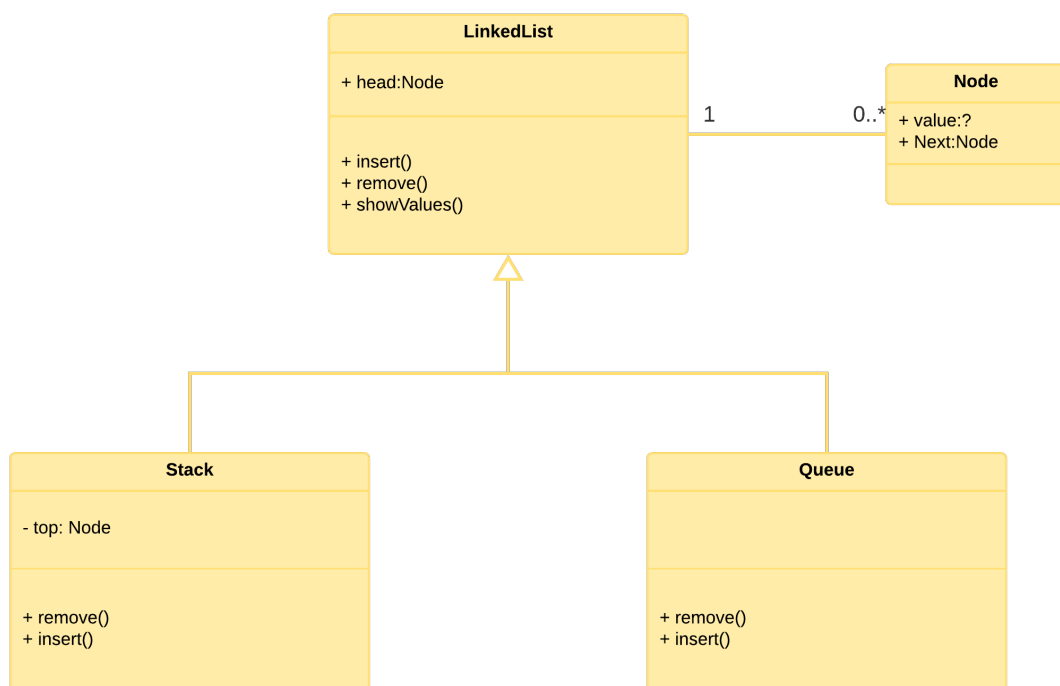 LinkedList
+ head:Node
+ insert()
+ remove()
+ showValues()
1
0..*
Node
+ value:?
+ Next:Node
Stack
- top: Node
+ remove()
+ insert()
Queue
+ remove()
+ insert()